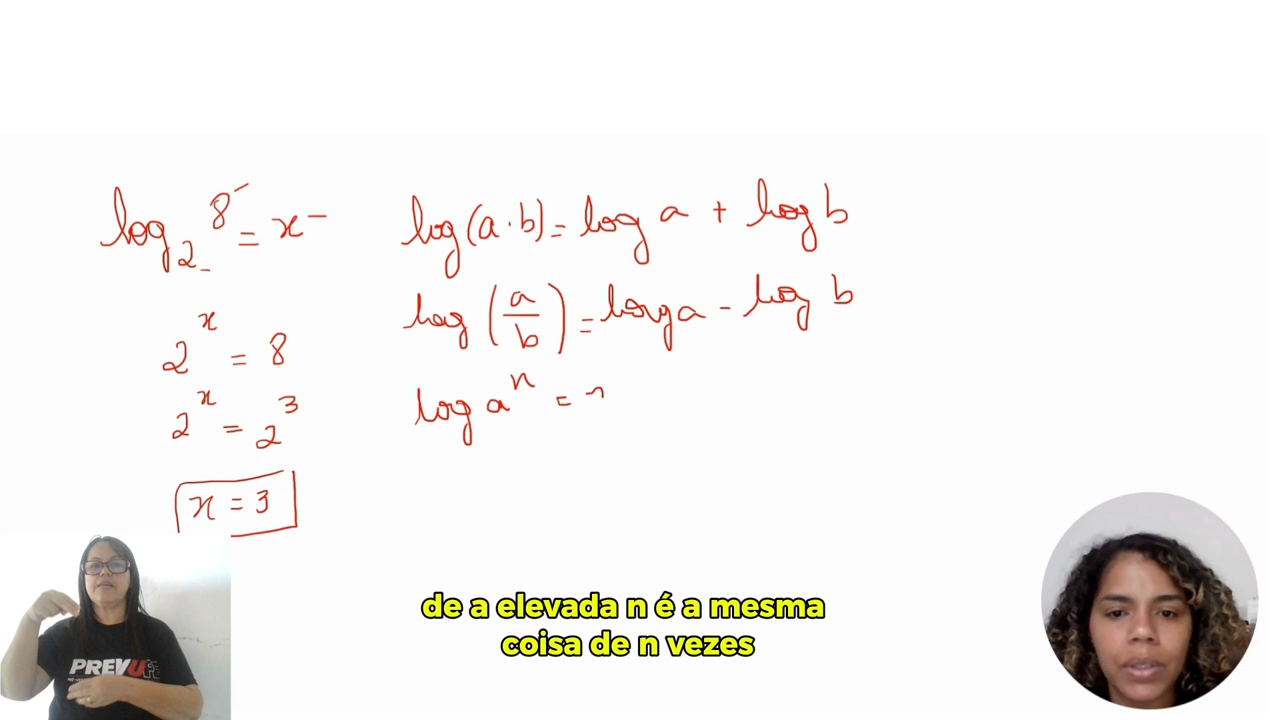 log₂ 8 = x
2ˣ = 8
2ˣ = 2³
x = 3
log(a · b) = log a + log b
log (a/b) = log a - log b
log aⁿ = n
PREVUFF
de a elevada n é a mesma
coisa de n vezes